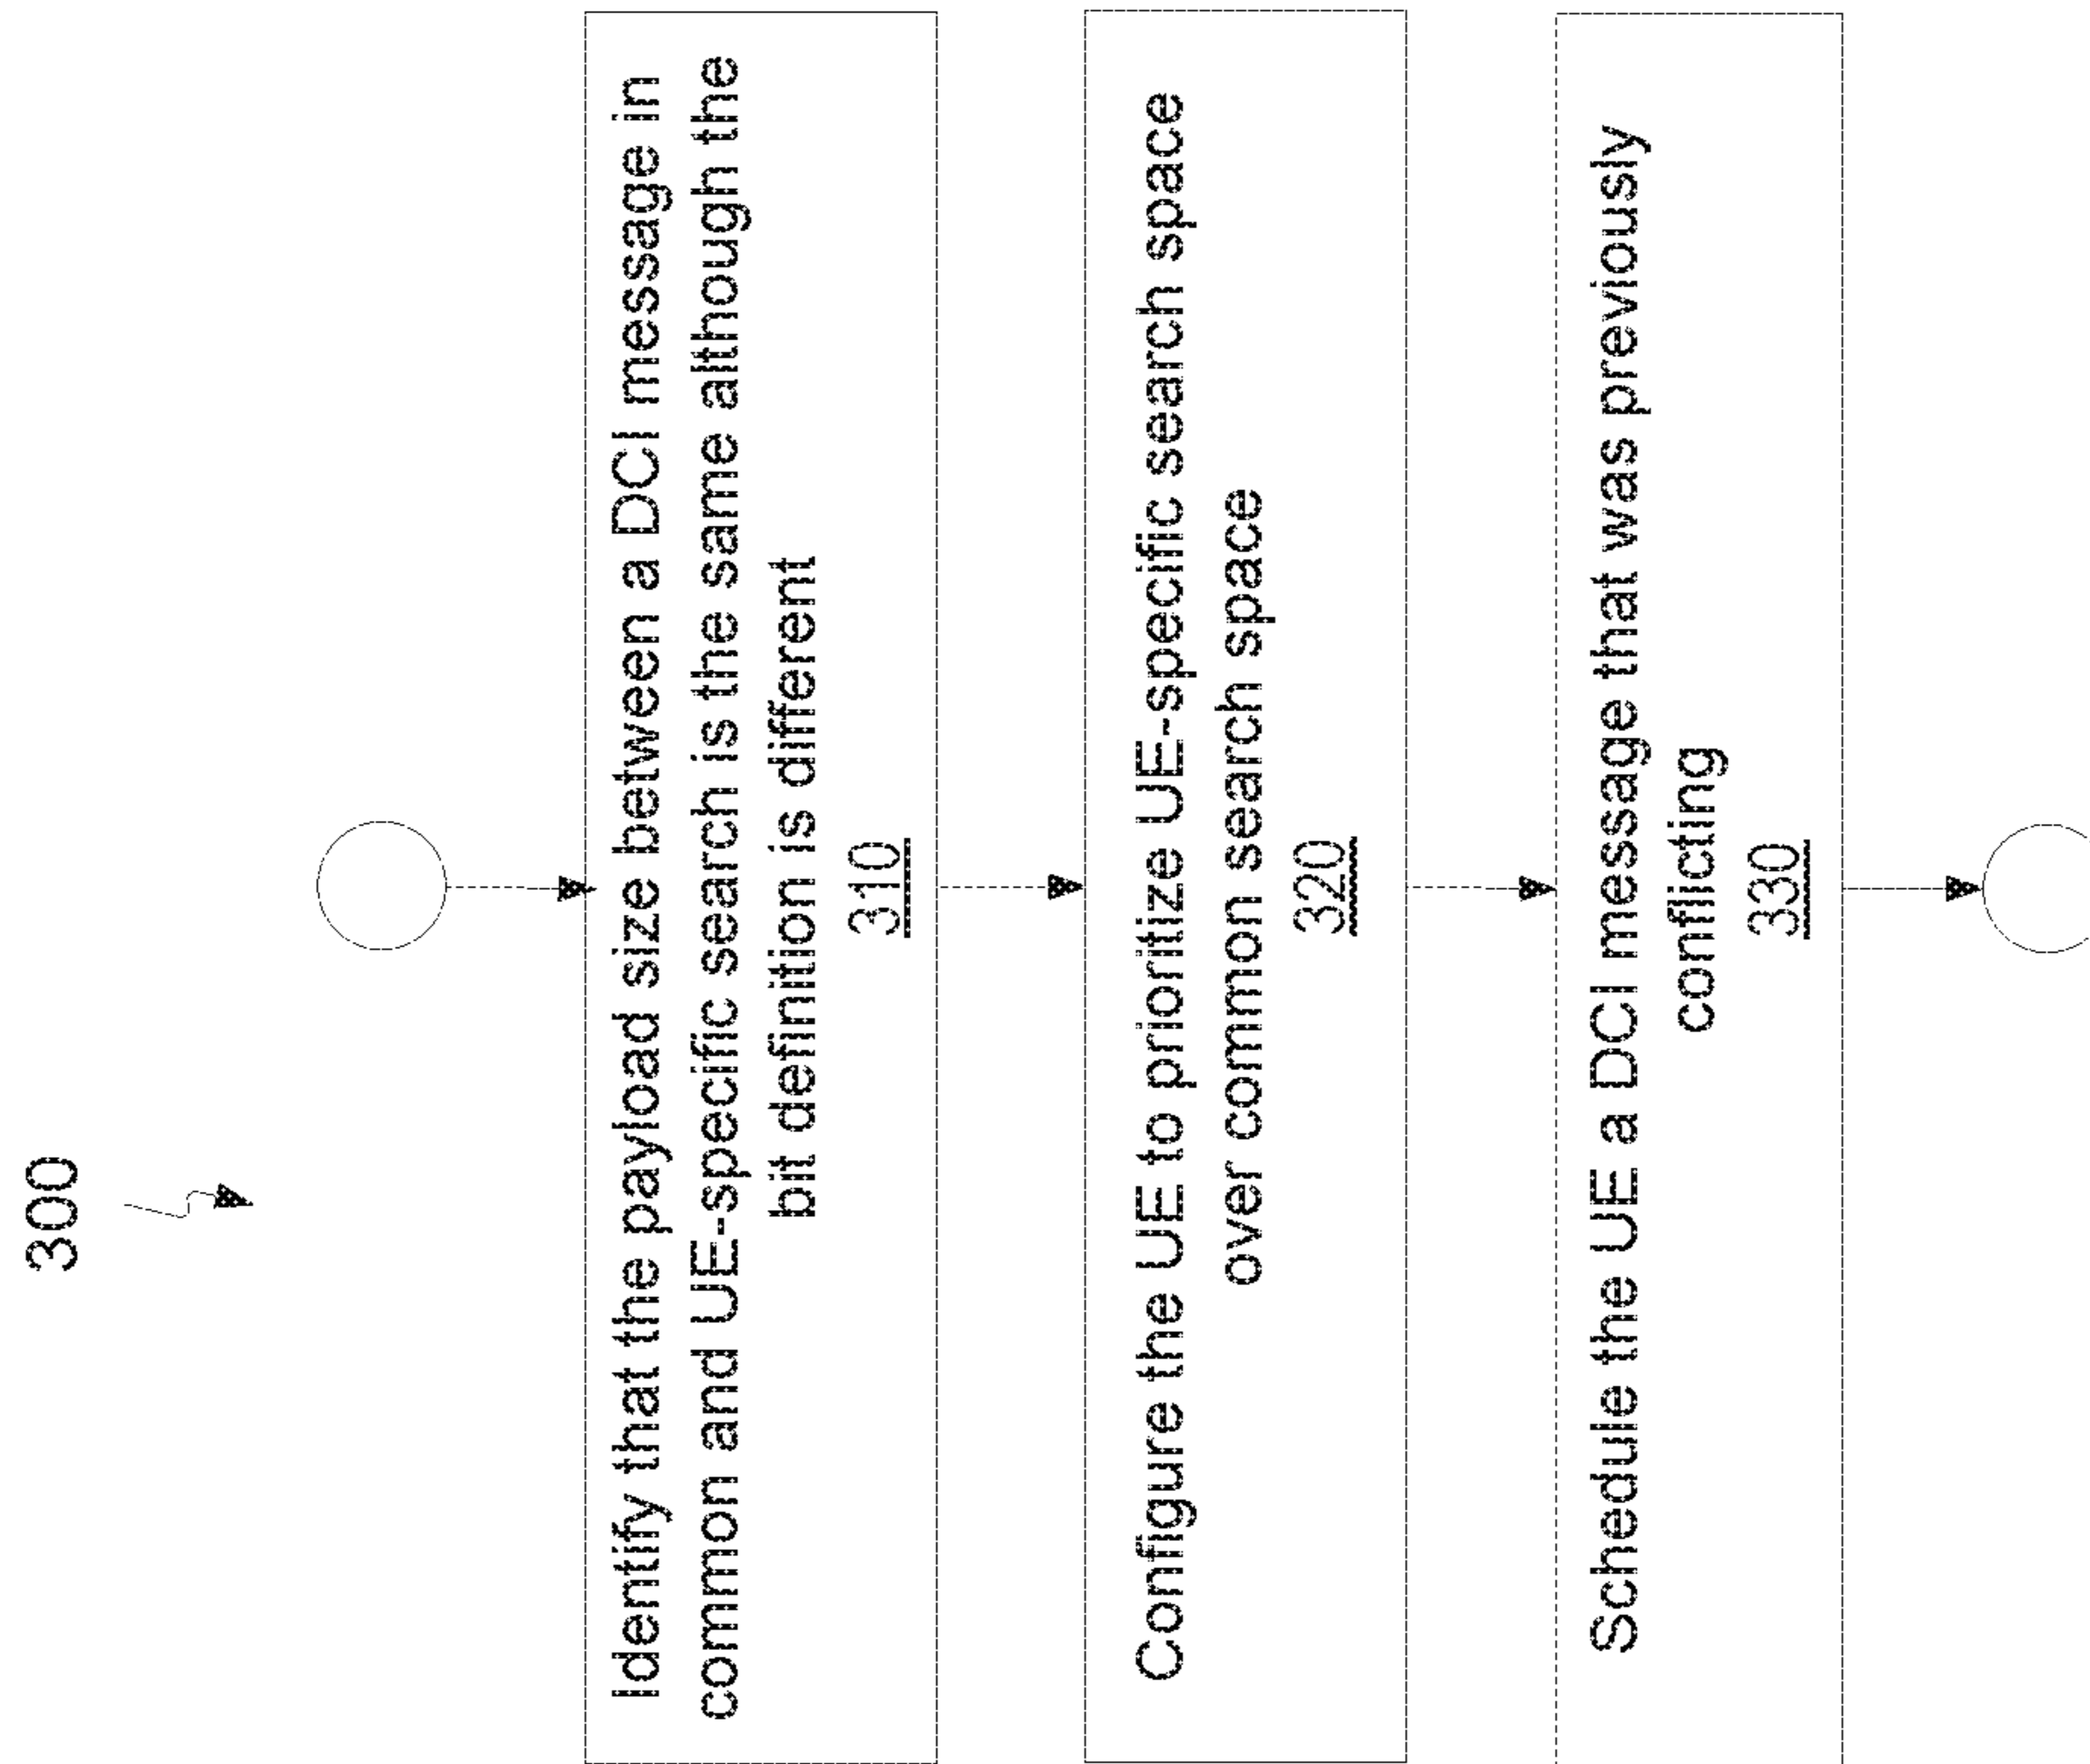 300
Identify that the payload size between a DCI message in
common and UE-specific search is the same although the
bit definition is different
310
Configure the UE to prioritize UE-specific search space
over common search space
320
Schedule the UE a DCI message that was previously
conflicting
330